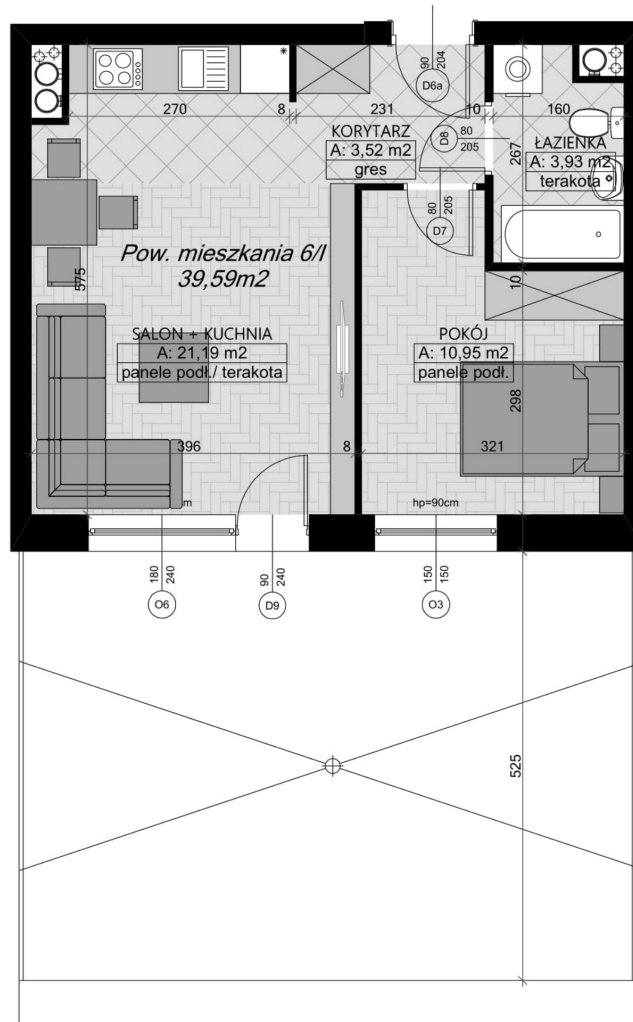 90
204
D6a
*
270
8
231
10
160
KORYTARZ
A: 3,52 m2
gres
D8
80
205
267
ŁAZIENKA
A: 3,93 m2
terakota
80
205
D7
Pow. mieszkania 6/I
39,59m2
575
10
SALON + KUCHNIA
A: 21,19 m2
panele podł./ terakota
POKÓJ
A: 10,95 m2
panele podł.
298
396
8
321
m
hp=90cm
180
240
O6
90
240
D9
150
150
O3
525